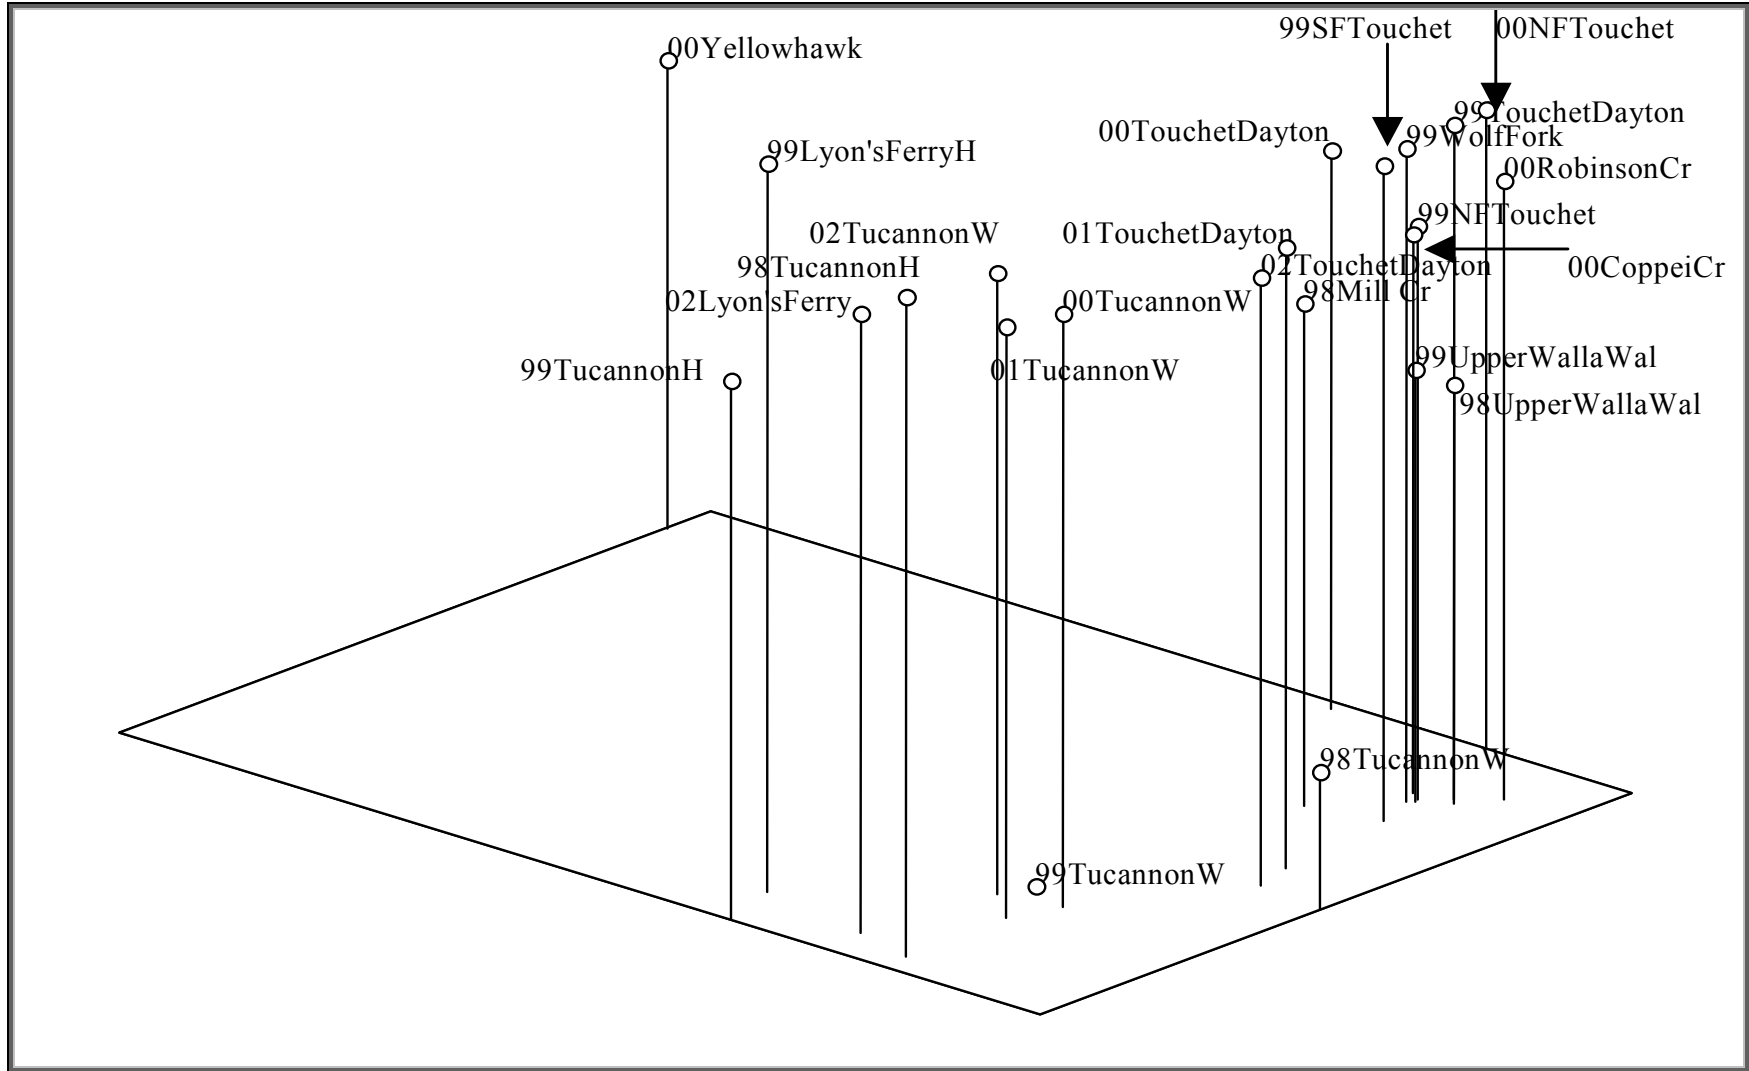 99SFTouchet
00NFTouchet
00Yellowhawk
99TouchetDayton
00TouchetDayton
99WolfFork
99Lyon'sFerryH
00RobinsonCr
99NFTouchet
02TucannonW
01TouchetDayton
98TucannonH
02TouchetDayton
00CoppeiCr
98Mill Cr
02Lyon'sFerry
00TucannonW
99UpperWallaWal
99TucannonH
01TucannonW
98UpperWallaWal
98TucannonW
99TucannonW